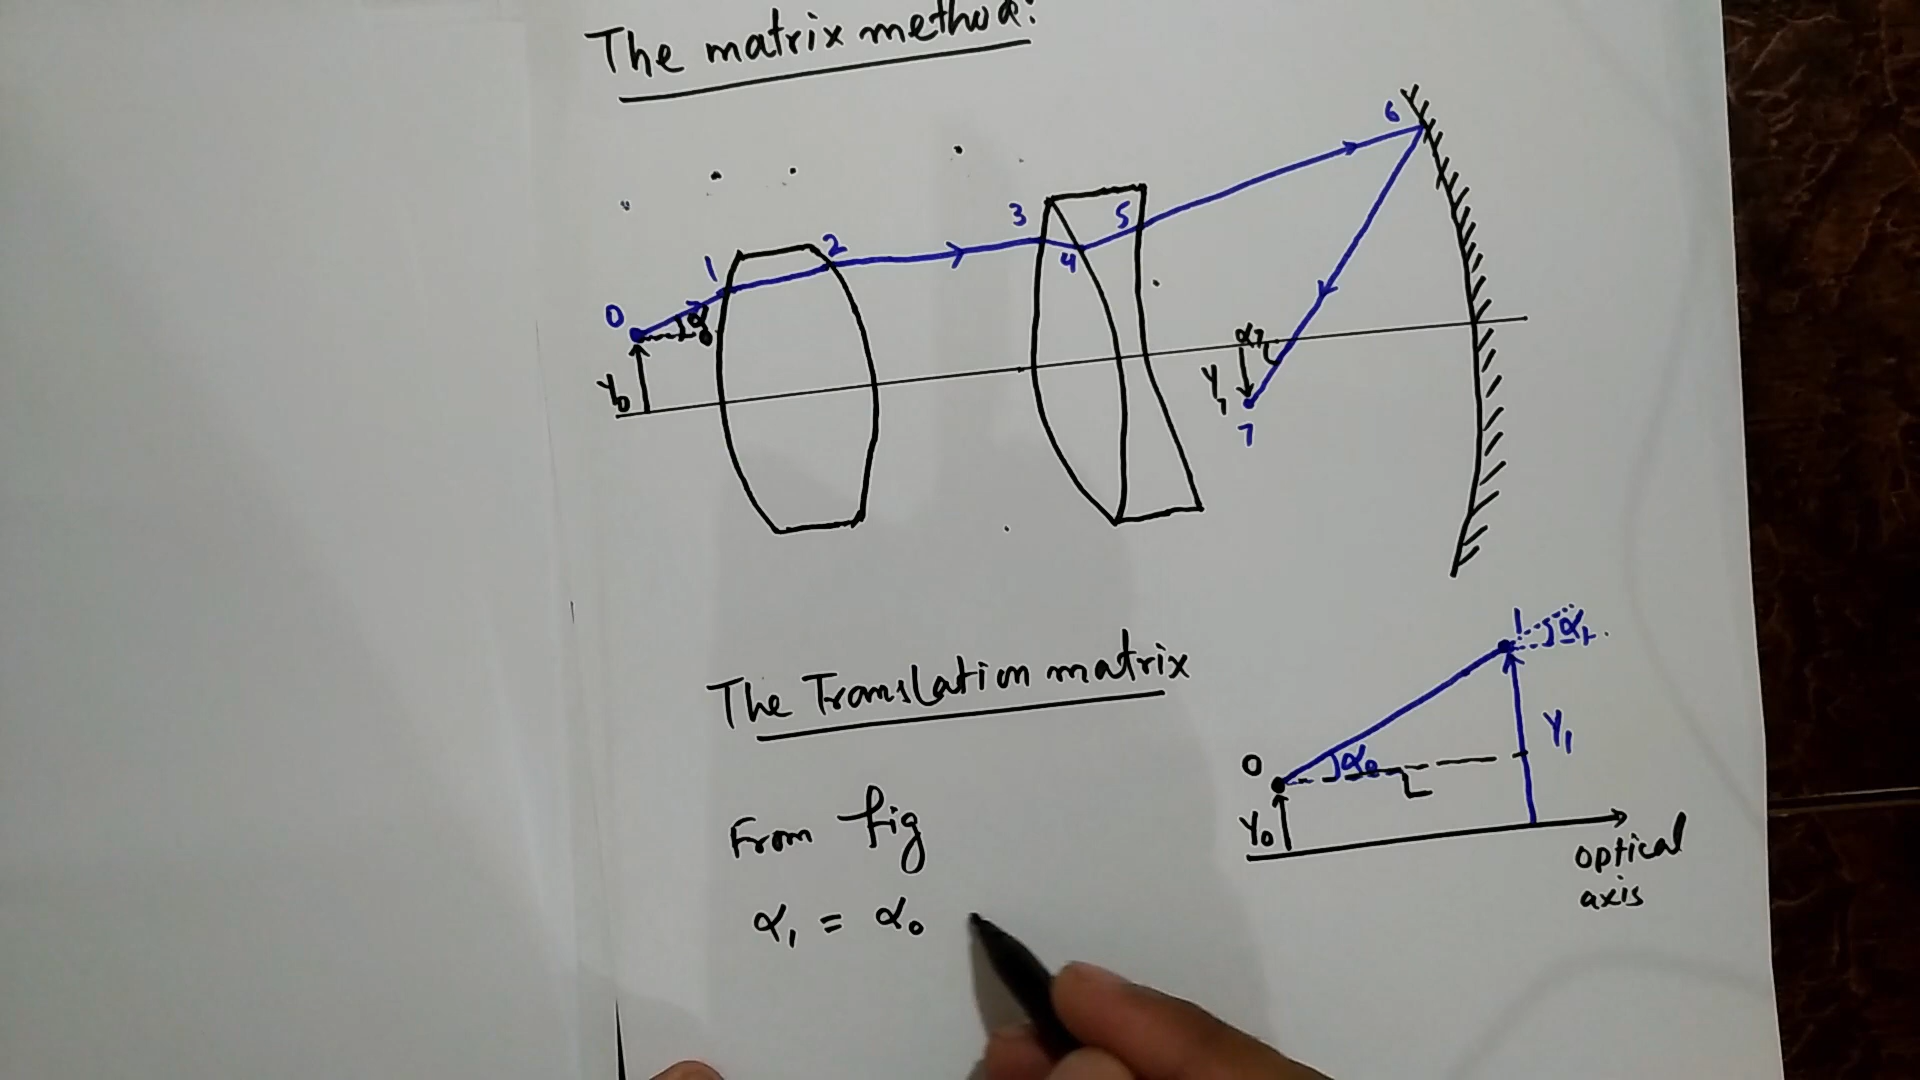 The matrix method:
6
3
5
2
4
1
0
α₀
Y₀
α₇
Y₇
7
The Translation matrix
1
α₁
Y₁
0
α₀
L
Y₀
optical
axis
From fig
α₁ = α₀